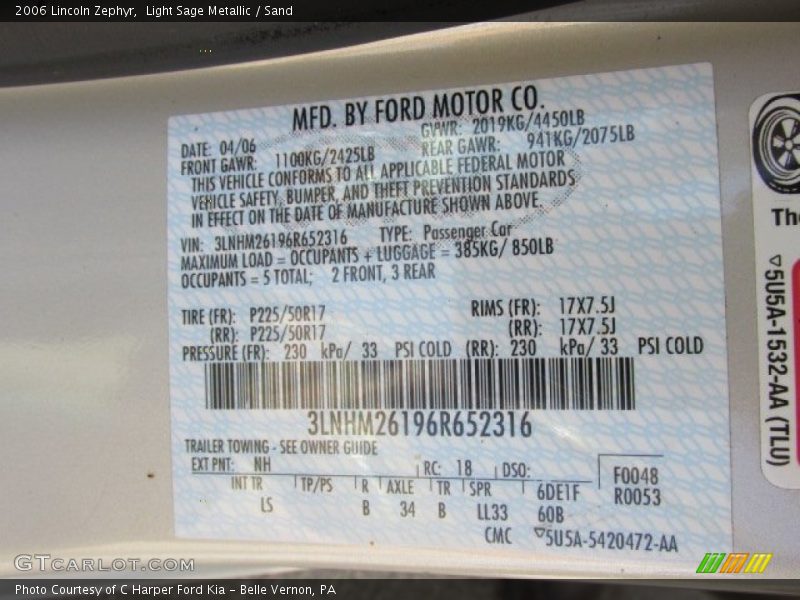 2006 Lincoln Zephyr,  Light Sage Metallic / Sand
MFD. BY FORD MOTOR CO.
DATE: 04/06 GVWR: 2019KG/4450LB
FRONT GAWR: 1100KG/2425LB REAR GAWR: 941KG/2075LB
THIS VEHICLE CONFORMS TO ALL APPLICABLE FEDERAL MOTOR
VEHICLE SAFETY, BUMPER, AND THEFT PREVENTION STANDARDS
IN EFFECT ON THE DATE OF MANUFACTURE SHOWN ABOVE.
VIN: 3LNHM26196R652316 TYPE: Passenger Car
MAXIMUM LOAD = OCCUPANTS + LUGGAGE = 385KG/ 850LB
OCCUPANTS = 5 TOTAL; 2 FRONT, 3 REAR
TIRE (FR): P225/50R17 RIMS (FR): 17X7.5J
(RR): P225/50R17 (RR): 17X7.5J
PRESSURE (FR): 230 kPa/ 33 PSI COLD (RR): 230 kPa/ 33 PSI COLD
3LNHM26196R652316
TRAILER TOWING - SEE OWNER GUIDE
EXT PNT: NH RC: 18 DSO: F0048
INT TR TP/PS R AXLE TR SPR 6DE1F R0053
LS B 34 B LL33 60B
CMC ▽5U5A-5420472-AA
The
▽5U5A-1532-AA (TLU)
GTCARLOT.COM
Photo Courtesy of C Harper Ford Kia – Belle Vernon, PA